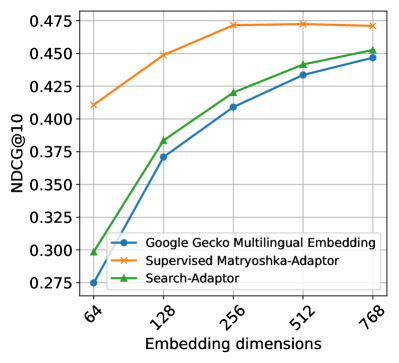 NDCG@10
0.475
0.450
0.425
0.400
0.375
0.350
0.325
0.300
0.275
Google Gecko Multilingual Embedding
Supervised Matryoshka-Adaptor
Search-Adaptor
64 128 256 512 768
Embedding dimensions